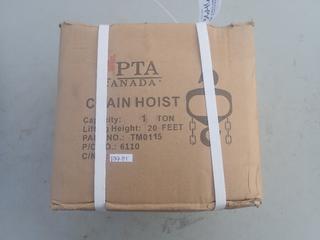 PTA
CANADA
CHAIN HOIST
Capacity: 1 TON
Lifting Height: 20 FEET
PART NO.: TM0115
P/C NO.: 6110
C/N